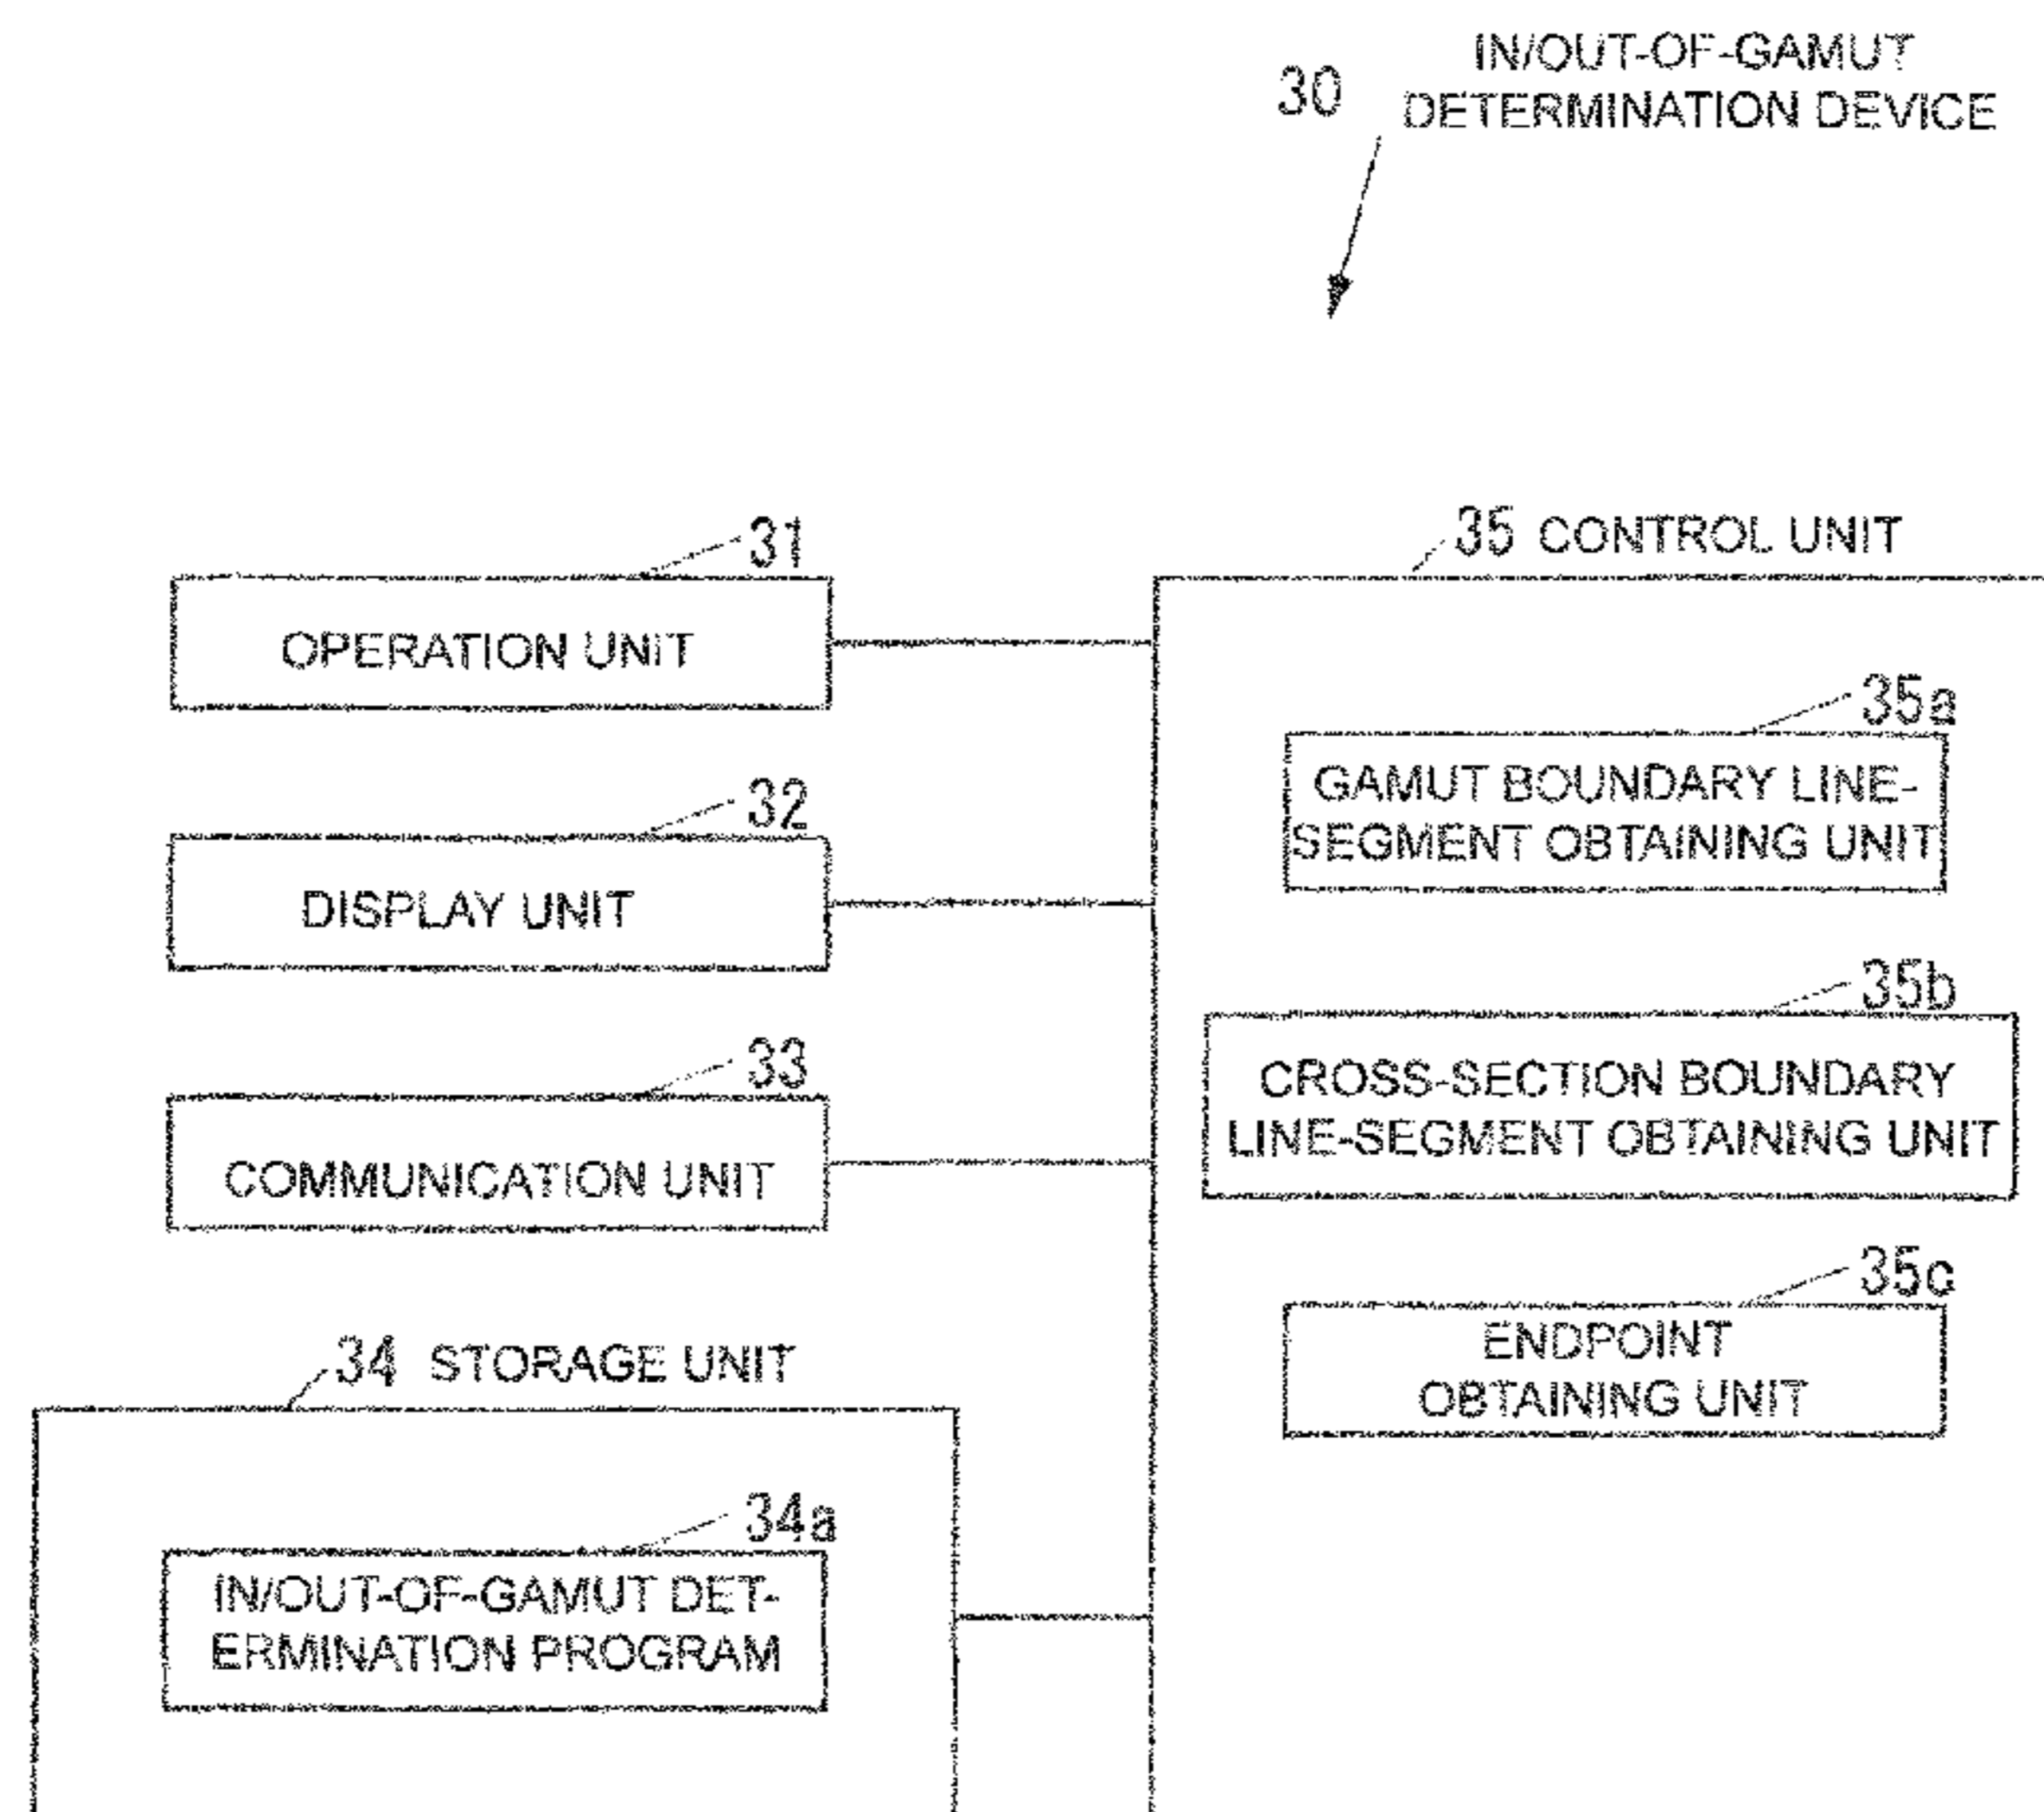 IN/OUT-OF-GAMUT
30 DETERMINATION DEVICE
31
OPERATION UNIT
32
DISPLAY UNIT
33
COMMUNICATION UNIT
34 STORAGE UNIT
34a
IN/OUT-OF-GAMUT DET-
ERMINATION PROGRAM
35 CONTROL UNIT
35a
GAMUT BOUNDARY LINE-
SEGMENT OBTAINING UNIT
35b
CROSS-SECTION BOUNDARY
LINE-SEGMENT OBTAINING UNIT
35c
ENDPOINT
OBTAINING UNIT